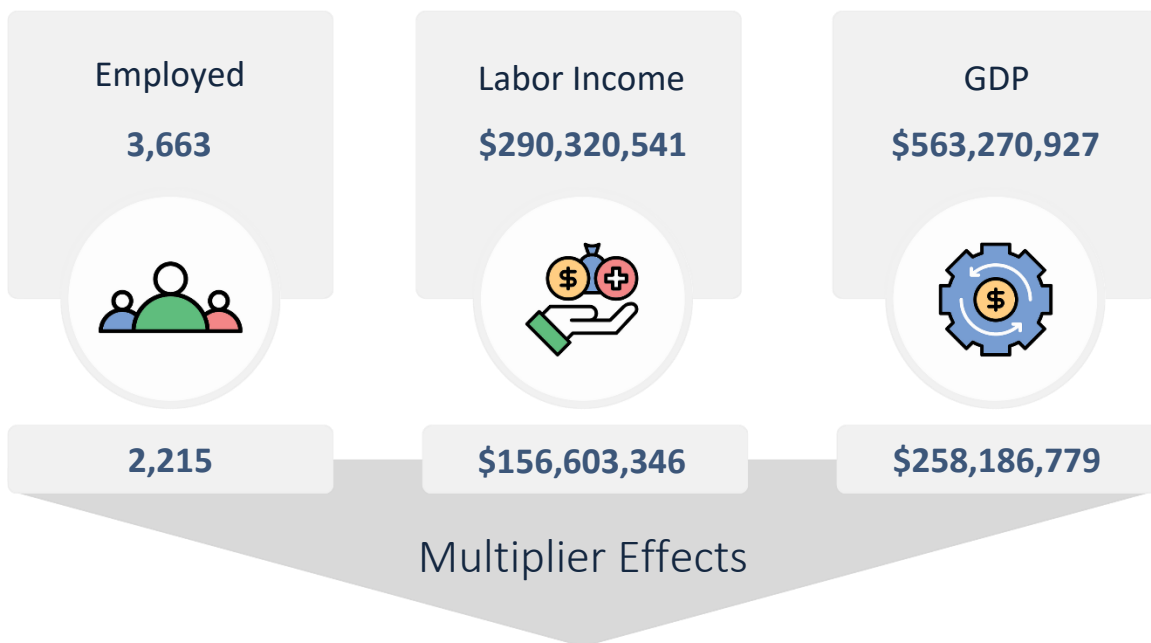 Employed
3,663
Labor Income
$290,320,541
GDP
$563,270,927
$
$
2,215
$156,603,346
$258,186,779
Multiplier Effects